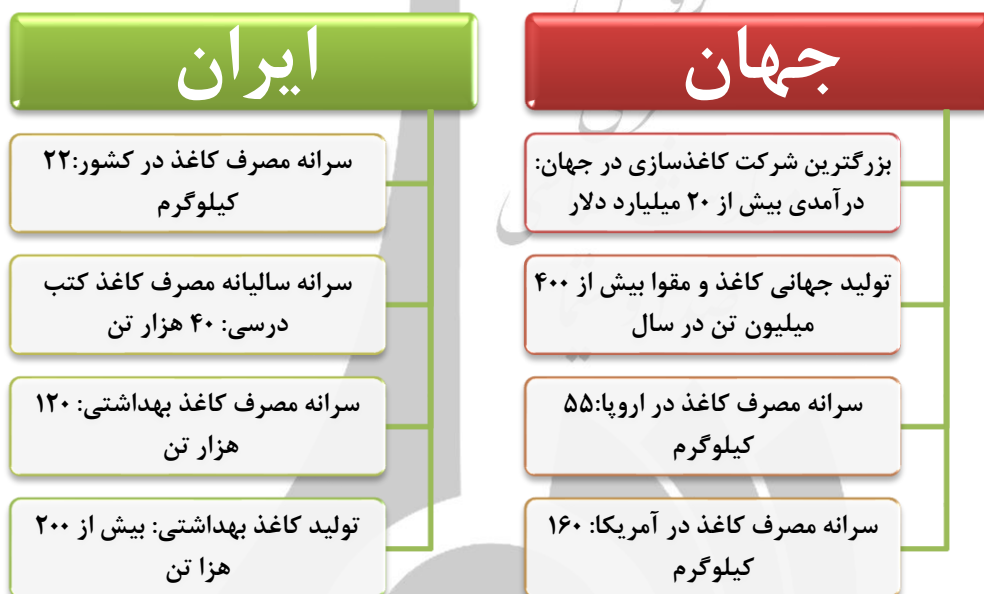 جهان
بزرگترین شرکت کاغذسازی در جهان:
درآمدی بیش از ۲۰ میلیارد دلار
تولید جهانی کاغذ و مقوا بیش از ۴۰۰
میلیون تن در سال
سرانه مصرف کاغذ در اروپا:۵۵
کیلوگرم
سرانه مصرف کاغذ در آمریکا: ۱۶۰
کیلوگرم
ایران
سرانه مصرف کاغذ در کشور:۲۲
کیلوگرم
سرانه سالیانه مصرف کاغذ کتب
درسی: ۴۰ هزار تن
سرانه مصرف کاغذ بهداشتی: ۱۲۰
هزار تن
تولید کاغذ بهداشتی: بیش از ۲۰۰
هزا تن